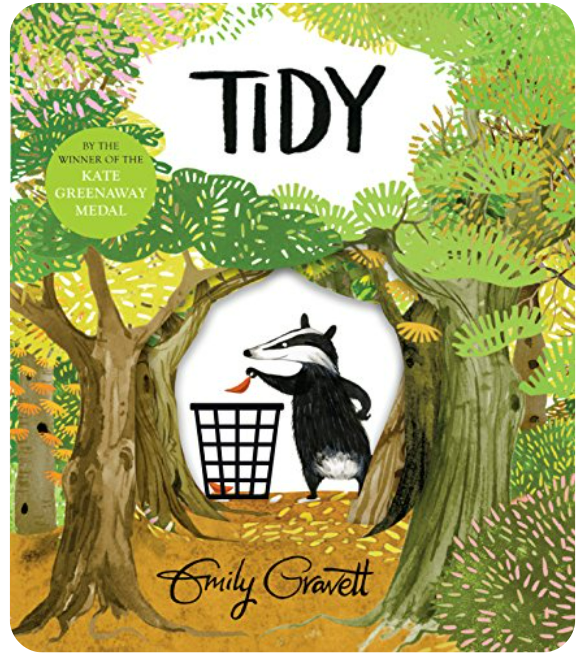 TIDY
BY THE
WINNER OF THE
KATE
GREENAWAY
MEDAL
Emily Gravett